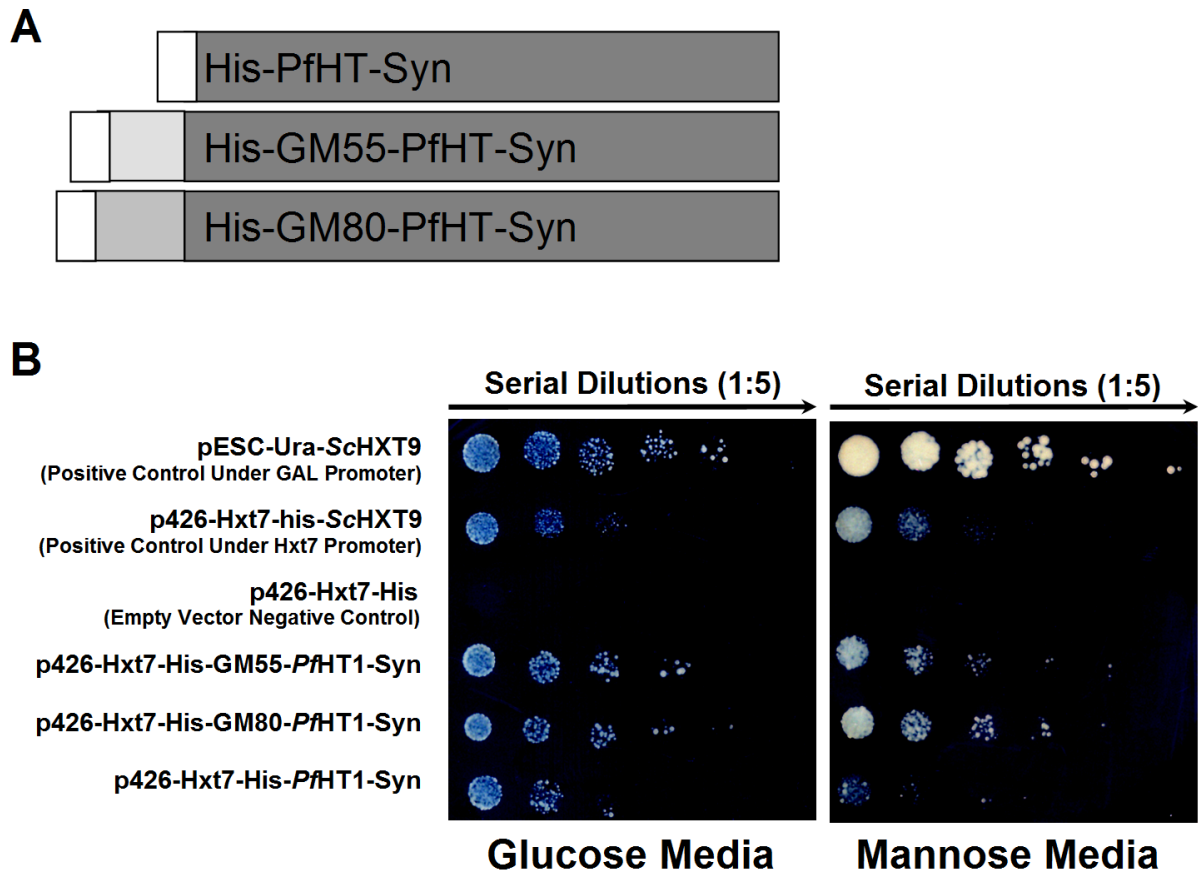 A
His-PfHT-Syn
His-GM55-PfHT-Syn
His-GM80-PfHT-Syn
B
Serial Dilutions (1:5)
Serial Dilutions (1:5)
pESC-Ura-ScHXT9
(Positive Control Under GAL Promoter)
p426-Hxt7-his-ScHXT9
(Positive Control Under Hxt7 Promoter)
p426-Hxt7-His
(Empty Vector Negative Control)
p426-Hxt7-His-GM55-PfHT1-Syn
p426-Hxt7-His-GM80-PfHT1-Syn
p426-Hxt7-His-PfHT1-Syn
Glucose Media
Mannose Media